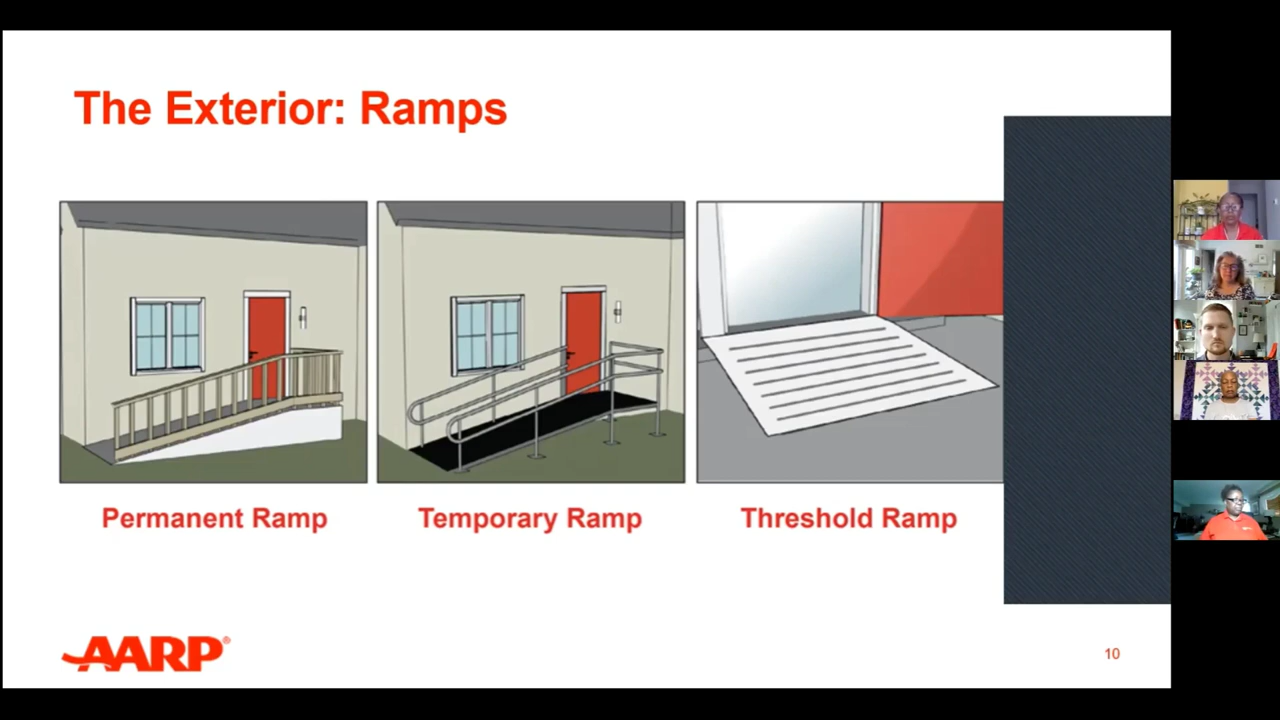 The Exterior: Ramps
Permanent Ramp
Temporary Ramp
Threshold Ramp
AARP®
10